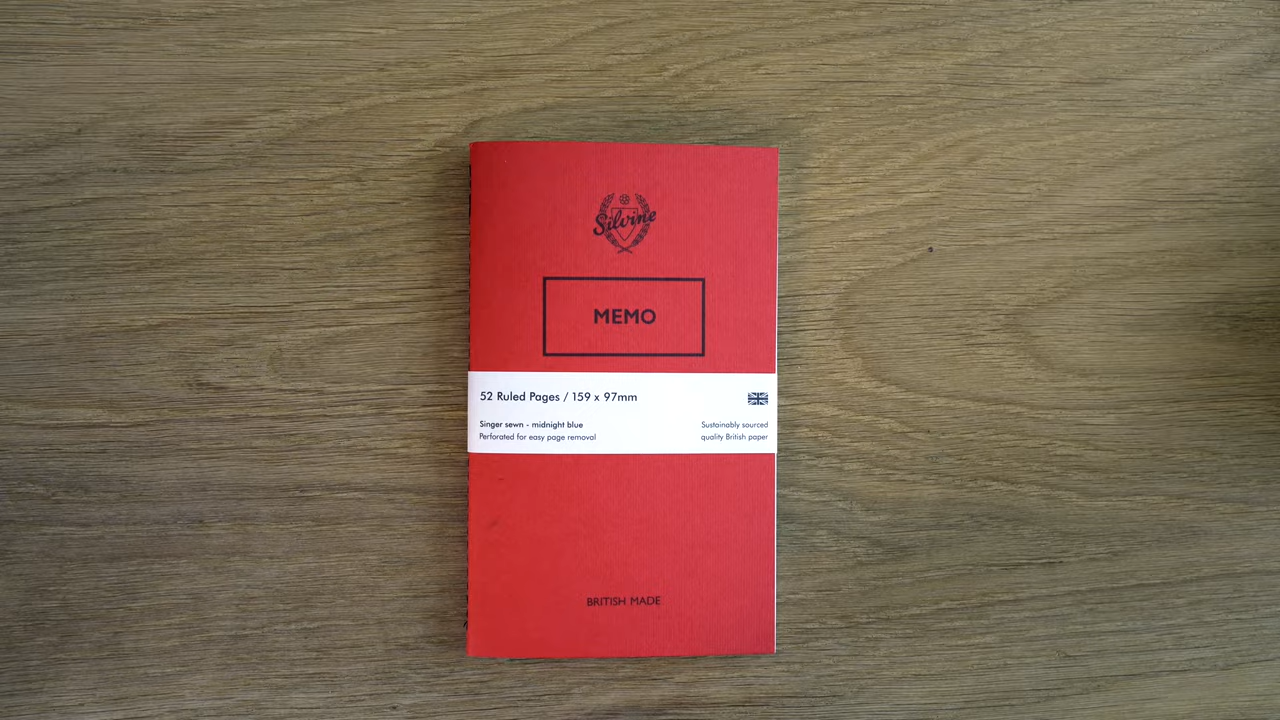 Silvine
MEMO
52 Ruled Pages / 159 x 97mm
Singer sewn - midnight blue
Perforated for easy page removal
Sustainably sourced
quality British paper
BRITISH MADE